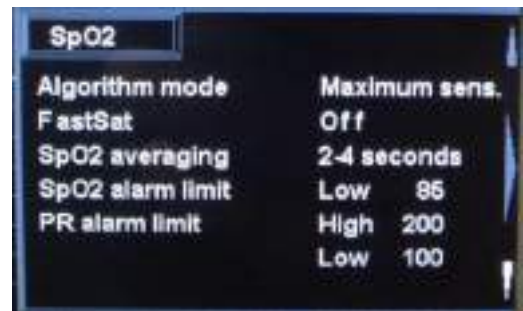 SpO2
Algorithm mode Maximum sens.
FastSat Off
SpO2 averaging 2-4 seconds
SpO2 alarm limit Low 85
PR alarm limit High 200
Low 100